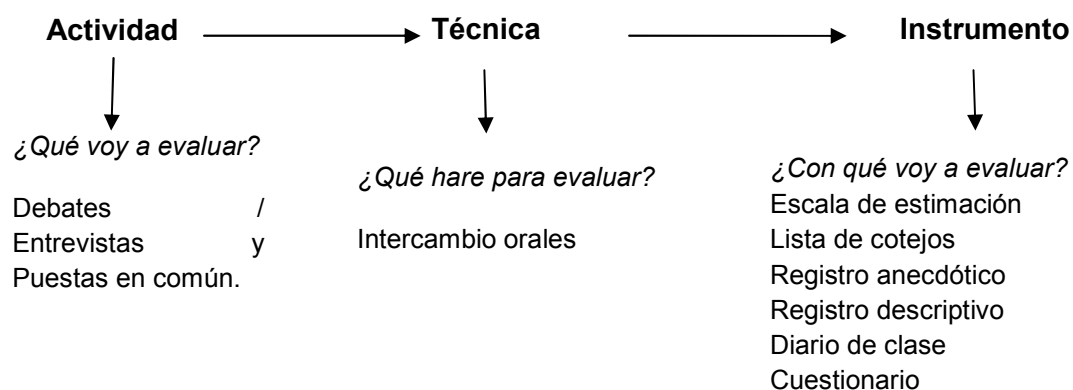 Actividad Técnica Instrumento
¿Qué voy a evaluar?
Debates /
Entrevistas y
Puestas en común.
¿Qué hare para evaluar?
Intercambio orales
¿Con qué voy a evaluar?
Escala de estimación
Lista de cotejos
Registro anecdótico
Registro descriptivo
Diario de clase
Cuestionario